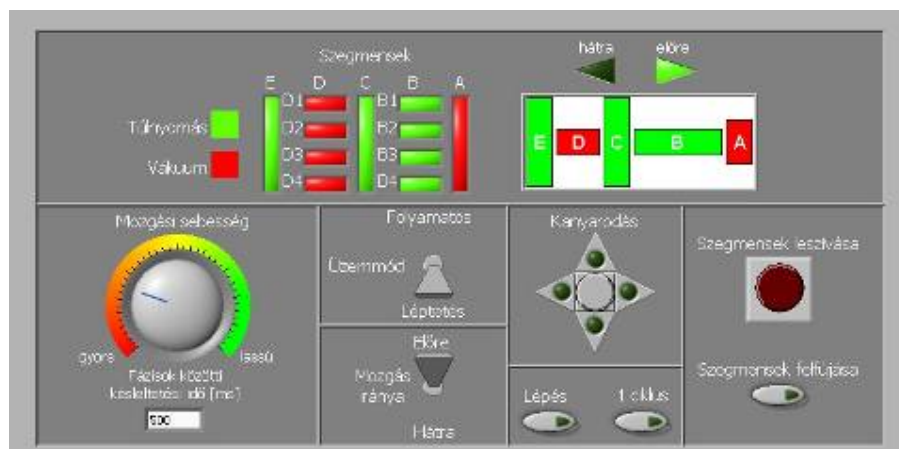 Szegmensek
hátra előre
E D C B A
D1 B1
D2 B2
D3 B3
D4 B4
Túlnyomás
Vákuum
E D C B A
Mozgási sebesség
gyors lassú
Fázisok közötti
késleltetési idő [ms]
500
Folyamatos
Üzemmód
Léptetés
Előre
Mozgás
iránya
Hátra
Kanyarodás
Lépés 1 ciklus
Szegmensek leszívása
Szegmensek felfújása